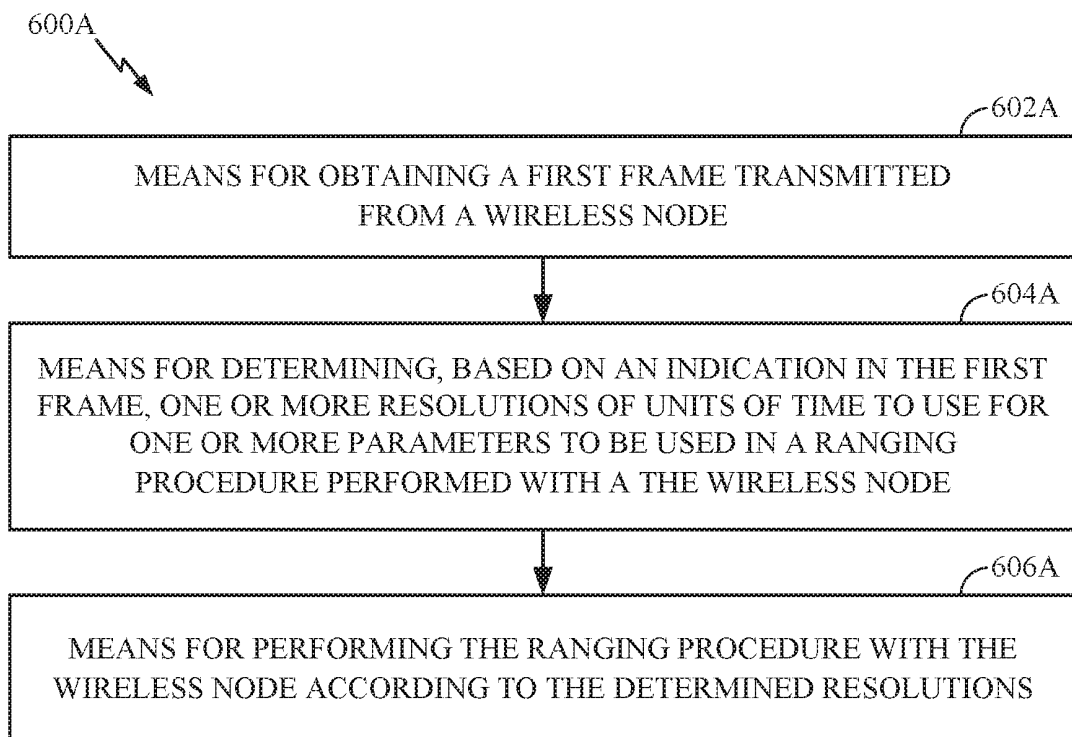 600A
602A
MEANS FOR OBTAINING A FIRST FRAME TRANSMITTED
FROM A WIRELESS NODE
604A
MEANS FOR DETERMINING, BASED ON AN INDICATION IN THE FIRST
FRAME, ONE OR MORE RESOLUTIONS OF UNITS OF TIME TO USE FOR
ONE OR MORE PARAMETERS TO BE USED IN A RANGING
PROCEDURE PERFORMED WITH A THE WIRELESS NODE
606A
MEANS FOR PERFORMING THE RANGING PROCEDURE WITH THE
WIRELESS NODE ACCORDING TO THE DETERMINED RESOLUTIONS